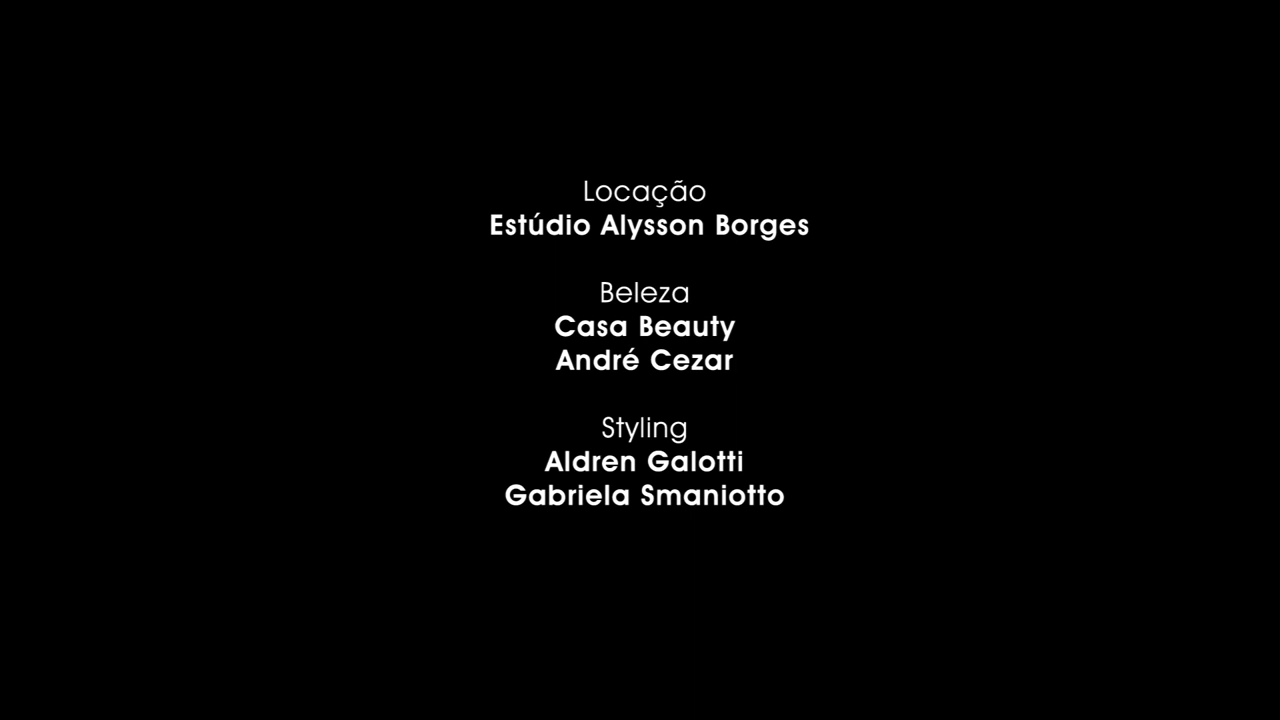 Locação
Estúdio Alysson Borges
Beleza
Casa Beauty
André Cezar
Styling
Aldren Galotti
Gabriela Smaniotto